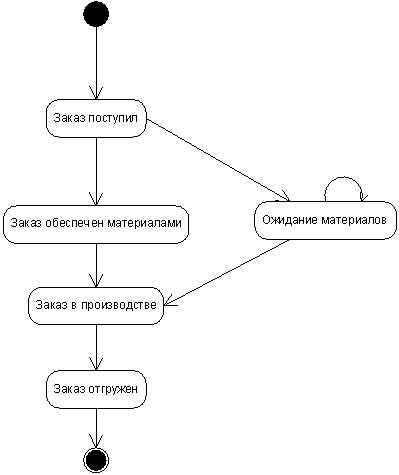 Заказ поступил
Заказ обеспечен материалами
Ожидание материалов
Заказ в производстве
Заказ отгружен